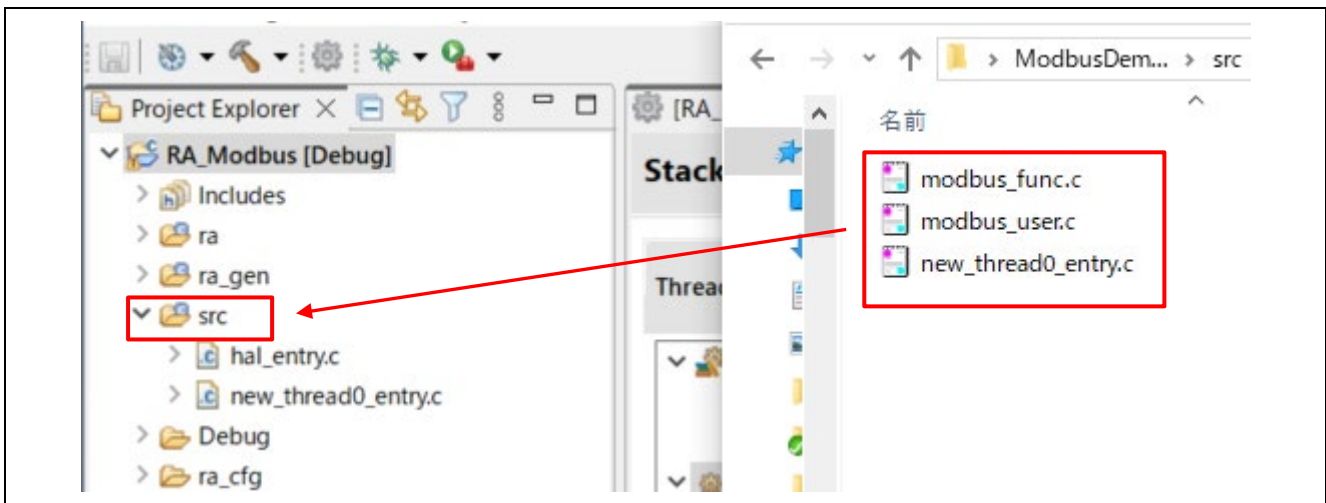 Project Explorer
RA_Modbus [Debug]
Includes
ra
ra_gen
src
hal_entry.c
new_thread0_entry.c
Debug
ra_cfg
[RA_
Stack
Threa
ModbusDem... > src
名前
modbus_func.c
modbus_user.c
new_thread0_entry.c